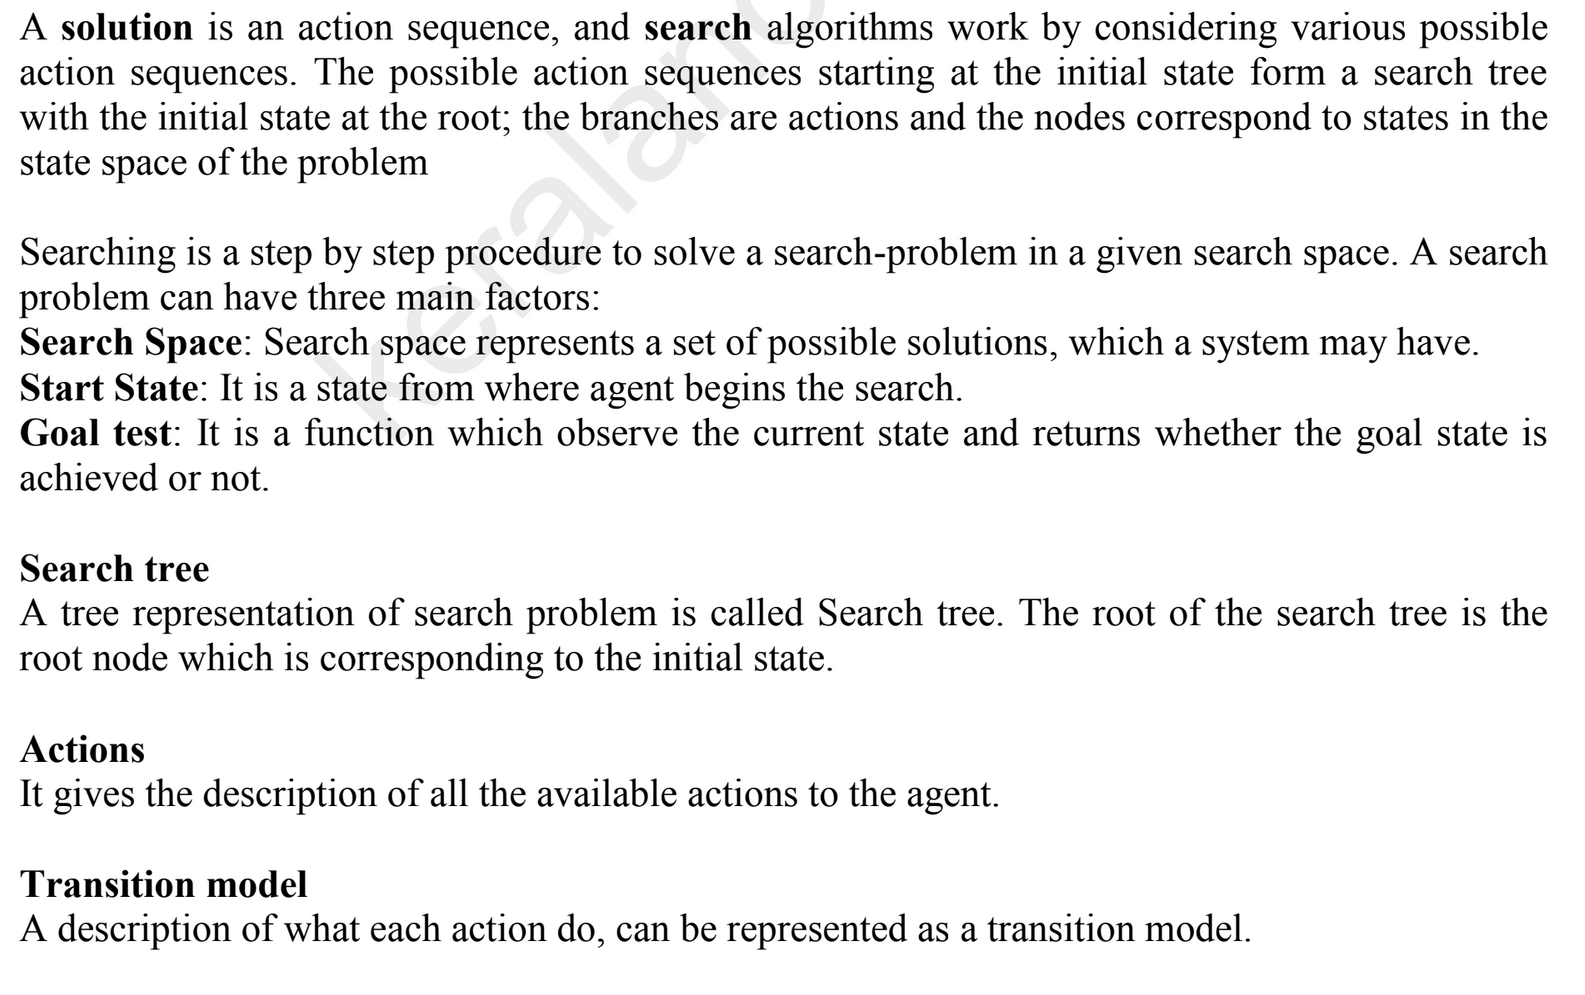 A solution is an action sequence, and search algorithms work by considering various possible
action sequences. The possible action sequences starting at the initial state form a search tree
with the initial state at the root; the branches are actions and the nodes correspond to states in the
state space of the problem
Searching is a step by step procedure to solve a search-problem in a given search space. A search
problem can have three main factors:
Search Space: Search space represents a set of possible solutions, which a system may have.
Start State: It is a state from where agent begins the search.
Goal test: It is a function which observe the current state and returns whether the goal state is
achieved or not.
Search tree
A tree representation of search problem is called Search tree. The root of the search tree is the
root node which is corresponding to the initial state.
Actions
It gives the description of all the available actions to the agent.
Transition model
A description of what each action do, can be represented as a transition model.